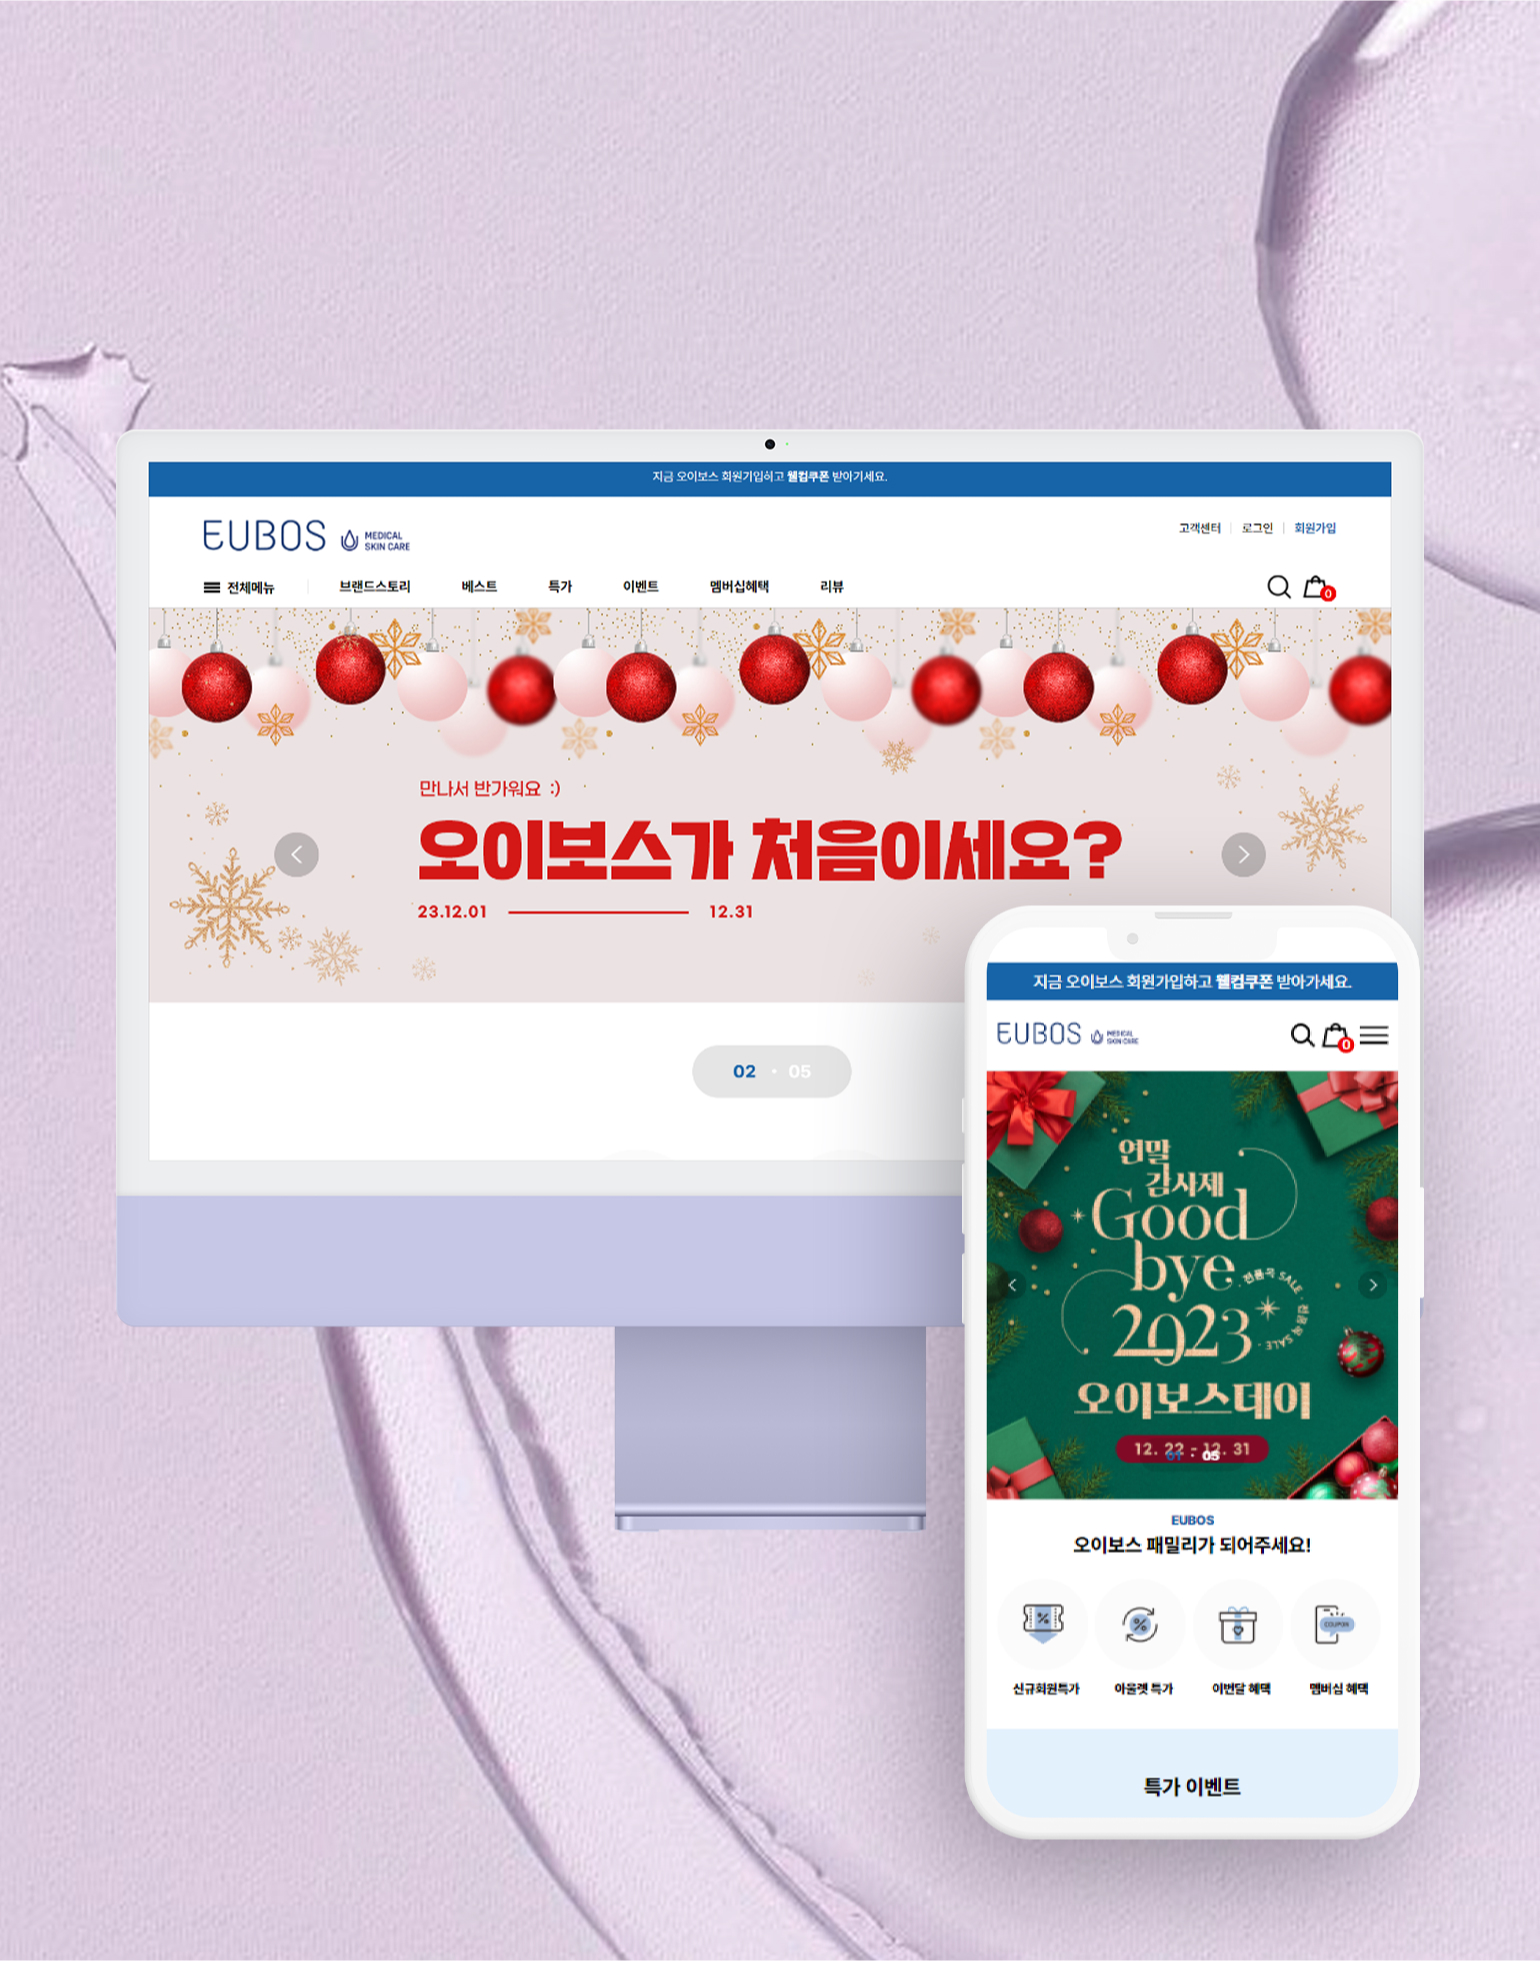 지금 오이보스 회원가입하고 웰컴쿠폰 받아가세요.
EUBOS MEDICAL SKIN CARE
고객센터 로그인 회원가입
전체메뉴 브랜드스토리 베스트 특가 이벤트 멤버십혜택 리뷰
0
만나서 반가워요 :)
오이보스가 처음이세요?
23.12.01 12.31
02 · 05
지금 오이보스 회원가입하고 웰컴쿠폰 받아가세요.
EUBOS MEDICAL SKIN CARE
0
연말
감사제
Good
bye
2023
· 전품목 SALE · 전품목 SALE ·
오이보스데이
12. 22 - 12. 31
01 · 05
EUBOS
오이보스 패밀리가 되어주세요!
%
%
COUPON
신규회원특가 아울렛 특가 이번달 혜택 멤버십 혜택
특가 이벤트